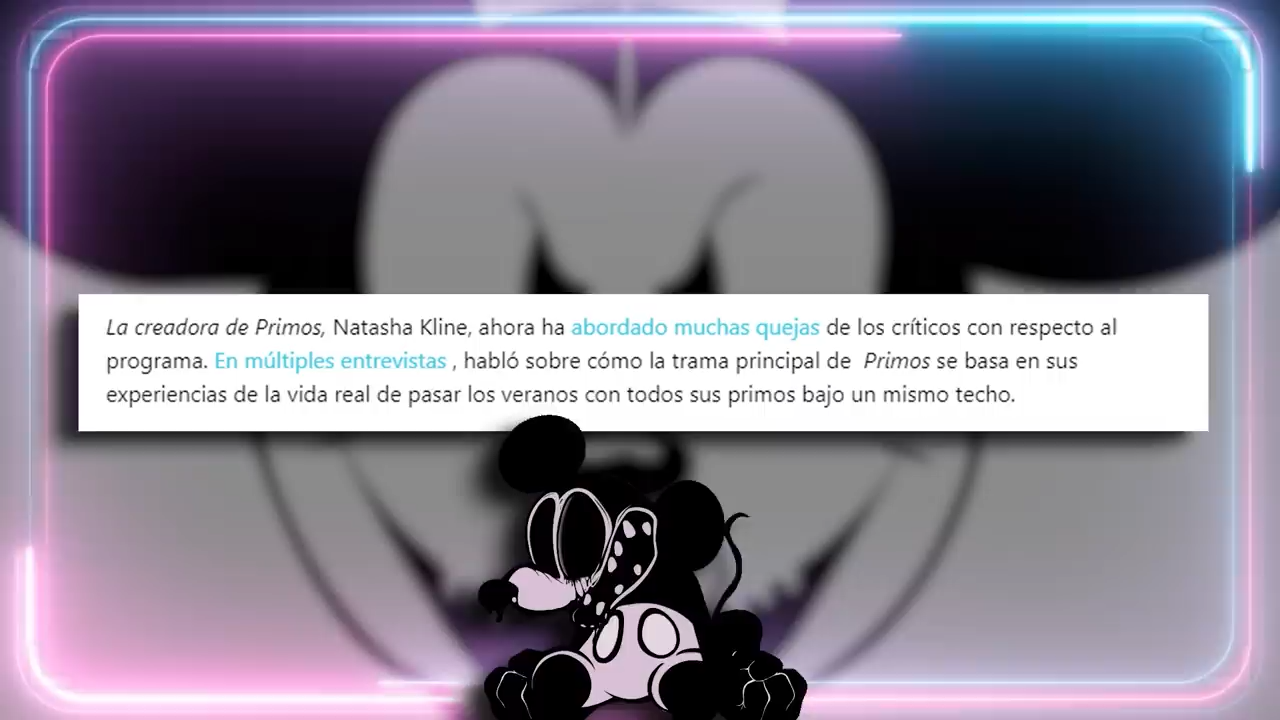 La creadora de Primos, Natasha Kline, ahora ha abordado muchas quejas de los críticos con respecto al
programa. En múltiples entrevistas , habló sobre cómo la trama principal de Primos se basa en sus
experiencias de la vida real de pasar los veranos con todos sus primos bajo un mismo techo.